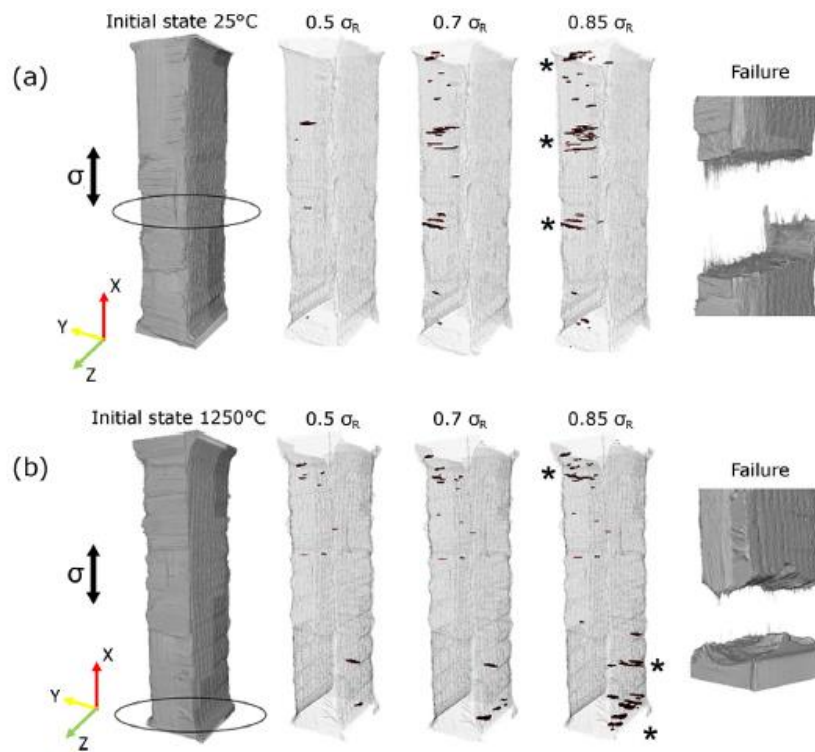 Initial state 25°C 0.5 σR 0.7 σR 0.85 σR
(a)
Failure
*
*
σ
*
X
Y
Z
Initial state 1250°C 0.5 σR 0.7 σR 0.85 σR
(b)
Failure
*
σ
X
*
Y
Z
*